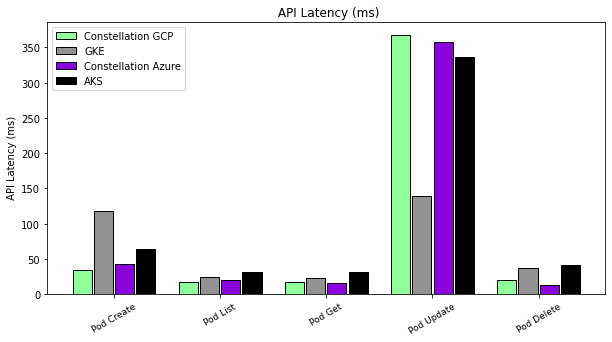 API Latency (ms)
Constellation GCP
GKE
Constellation Azure
AKS
API Latency (ms)
350
300
250
200
150
100
50
0
Pod Create
Pod List
Pod Get
Pod Update
Pod Delete